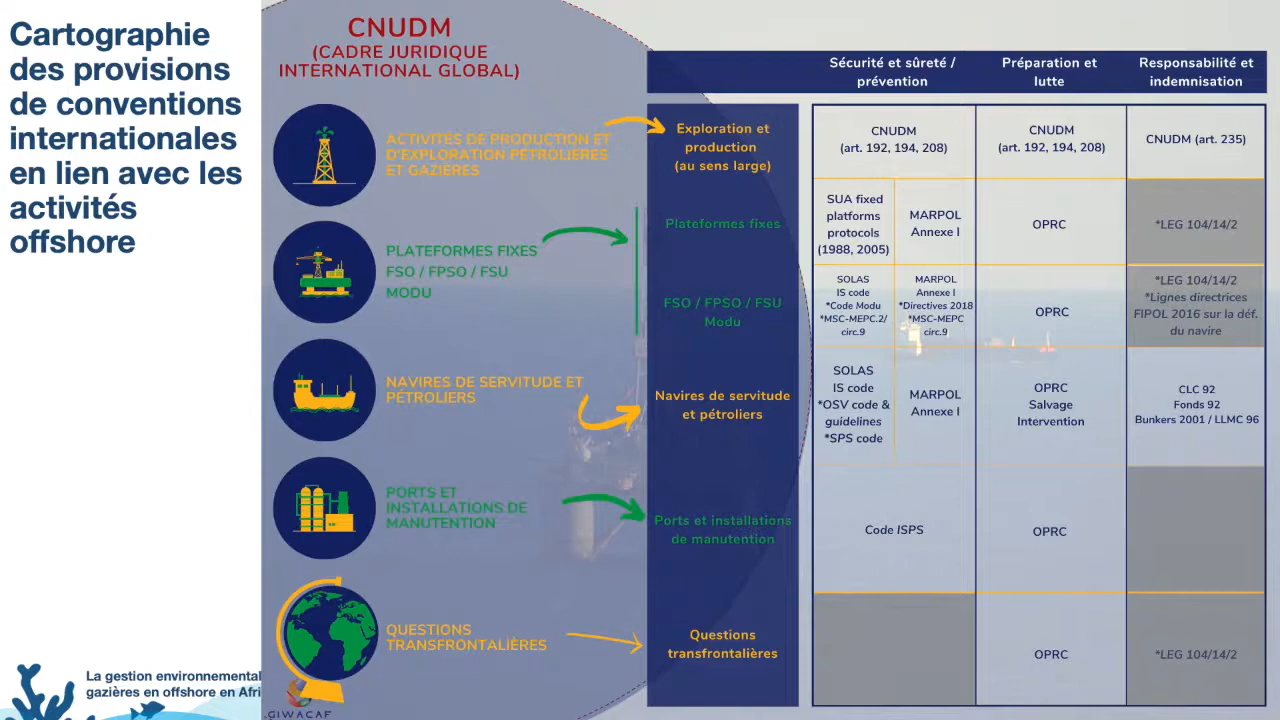 Cartographie
des provisions
de conventions
internationales
en lien avec les
activités
offshore
CNUDM
(CADRE JURIDIQUE
INTERNATIONAL GLOBAL)
ACTIVITÉS DE PRODUCTION ET
D'EXPLORATION PÉTROLIÈRES
ET GAZIÈRES
PLATEFORMES FIXES
FSO / FPSO / FSU
MODU
NAVIRES DE SERVITUDE ET
PÉTROLIERS
PORTS ET
INSTALLATIONS DE
MANUTENTION
QUESTIONS
TRANSFRONTALIÈRES
Sécurité et sûreté /
prévention
Préparation et
lutte
Responsabilité et
indemnisation
Exploration et
production
(au sens large)
CNUDM
(art. 192, 194, 208)
CNUDM
(art. 192, 194, 208)
CNUDM (art. 235)
Plateformes fixes
SUA fixed
platforms
protocols
(1988, 2005)
MARPOL
Annexe I
OPRC
*LEG 104/14/2
FSO / FPSO / FSU
Modu
SOLAS
IS code
*Code Modu
*MSC-MEPC.2/
circ.9
MARPOL
Annexe I
*Directives 2018
*MSC-MEPC
circ.9
OPRC
*LEG 104/14/2
*Lignes directrices
FIPOL 2016 sur la déf.
du navire
Navires de servitude
et pétroliers
SOLAS
IS code
*OSV code &
guidelines
*SPS code
MARPOL
Annexe I
OPRC
Salvage
Intervention
CLC 92
Fonds 92
Bunkers 2001 / LLMC 96
Ports et installations
de manutention
Code ISPS
OPRC
Questions
transfrontalières
OPRC
*LEG 104/14/2
La gestion environnemental
gazières en offshore en Afri
GIWACAF